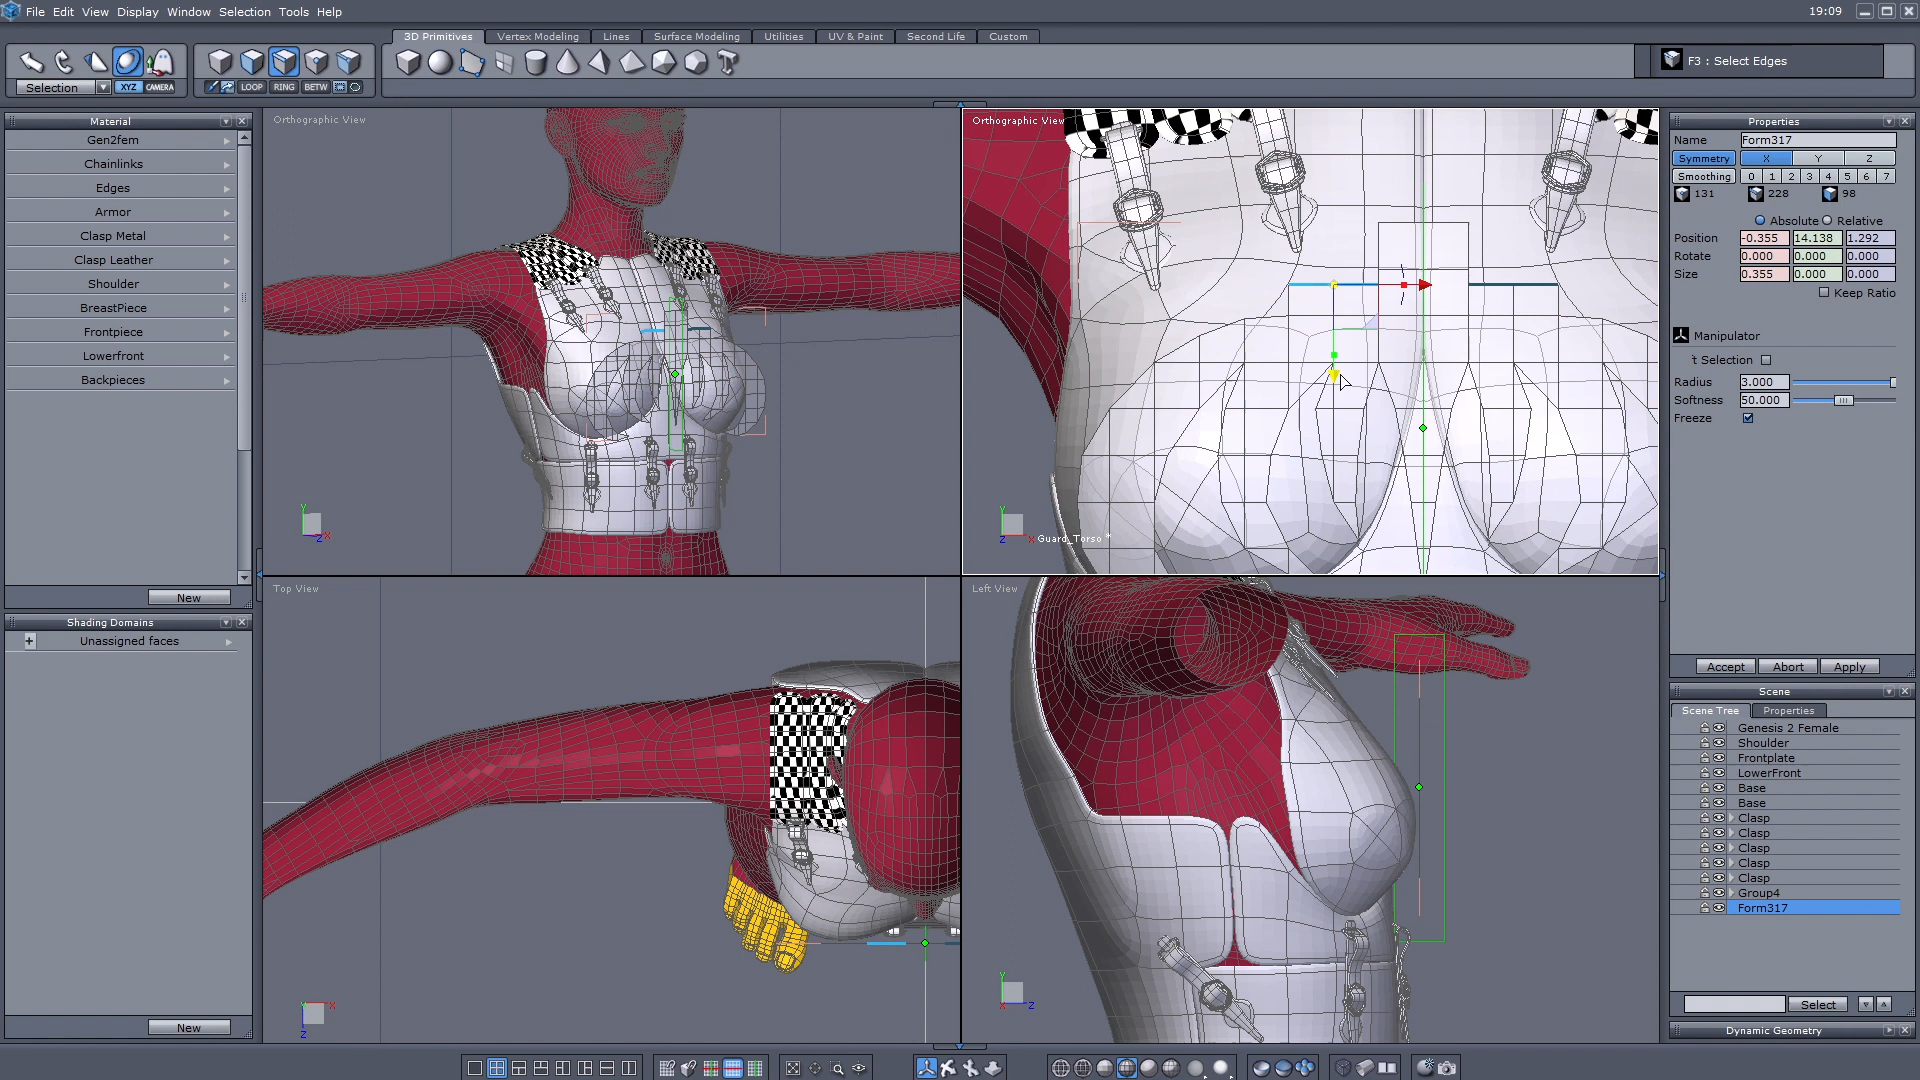 File Edit View Display Window Selection Tools Help
19:09
3D Primitives Vertex Modeling Lines Surface Modeling Utilities UV & Paint Second Life Custom
F3 : Select Edges
Selection XYZ CAMERA LOOP RING BETW
Material
Gen2fem
Chainlinks
Edges
Armor
Clasp Metal
Clasp Leather
Shoulder
BreastPiece
Frontpiece
Lowerfront
Backpieces
New
Shading Domains
+ Unassigned faces
New
Orthographic View
Y
X
Z
Orthographic View
Y
X
Z
Guard_Torso *
Top View
Y
X
Z
Left View
Y
X
Z
Properties
Name Form317
Symmetry X Y Z
Smoothing 0 1 2 3 4 5 6 7
131 228 98
Absolute Relative
Position -0.355 14.138 1.292
Rotate 0.000 0.000 0.000
Size 0.355 0.000 0.000
Keep Ratio
Manipulator
t Selection
Radius 3.000
Softness 50.000
Freeze
Accept Abort Apply
Scene
Scene Tree Properties
Genesis 2 Female
Shoulder
Frontplate
LowerFront
Base
Base
Clasp
Clasp
Clasp
Clasp
Clasp
Group4
Form317
Select
Dynamic Geometry